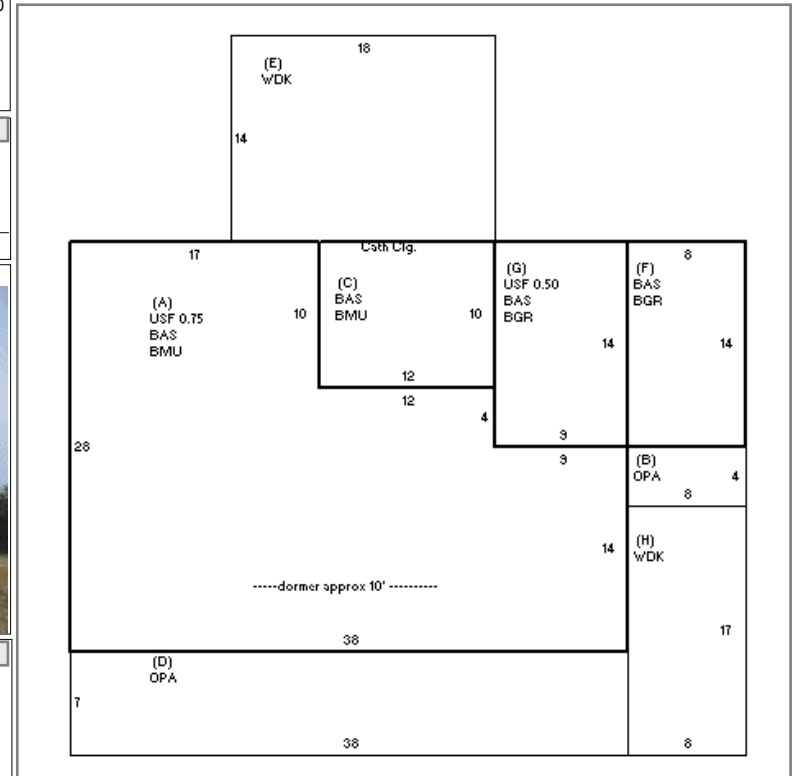 18
(E)
WDK
14
17
Cath Clg.
8
(A)
USF 0.75
BAS
BMU
10
(C)
BAS
BMU
10
(G)
USF 0.50
BAS
BGR
14
(F)
BAS
BGR
14
12
12
4
9
9
28
(B)
OPA
4
8
14
(H)
WDK
-----dormer approx 10'----------
17
38
(D)
OPA
7
38
8